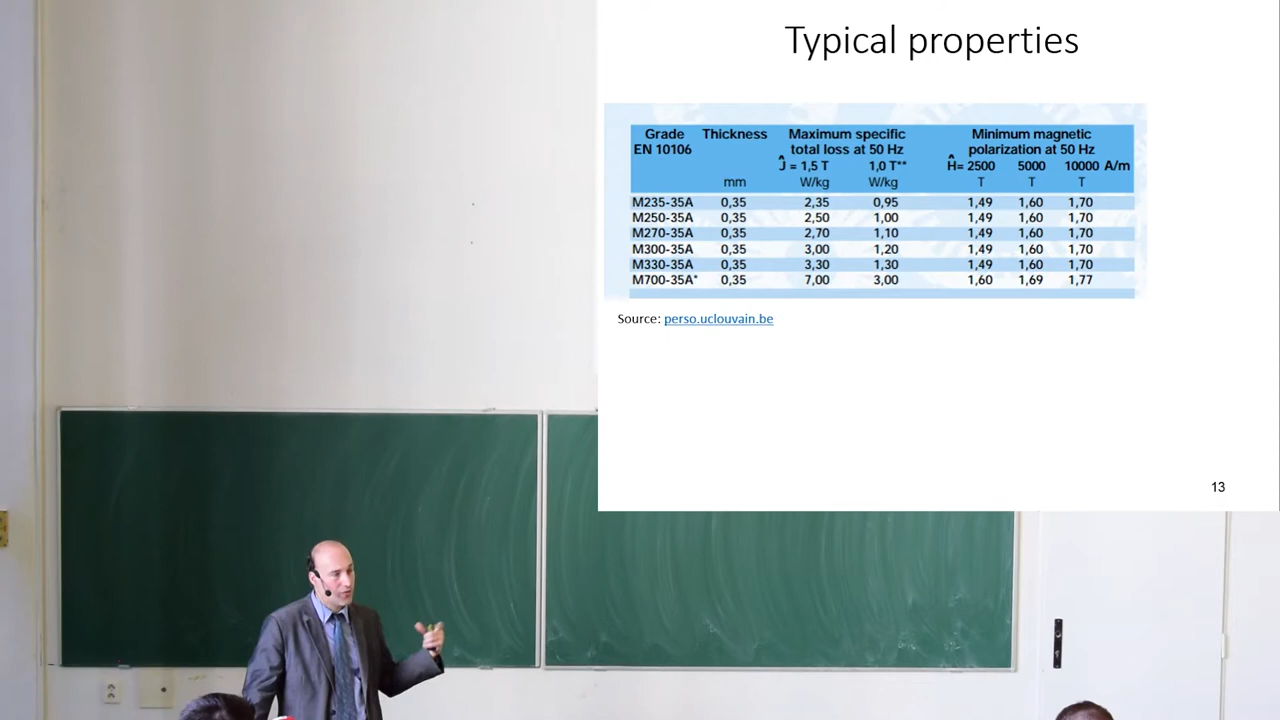 Typical properties
Grade Thickness Maximum specific Minimum magnetic
EN 10106 total loss at 50 Hz polarization at 50 Hz
Ĵ = 1,5 T 1,0 T** Ĥ= 2500 5000 10000 A/m
mm W/kg W/kg T T T
M235-35A 0,35 2,35 0,95 1,49 1,60 1,70
M250-35A 0,35 2,50 1,00 1,49 1,60 1,70
M270-35A 0,35 2,70 1,10 1,49 1,60 1,70
M300-35A 0,35 3,00 1,20 1,49 1,60 1,70
M330-35A 0,35 3,30 1,30 1,49 1,60 1,70
M700-35A* 0,35 7,00 3,00 1,60 1,69 1,77
Source: perso.uclouvain.be
13